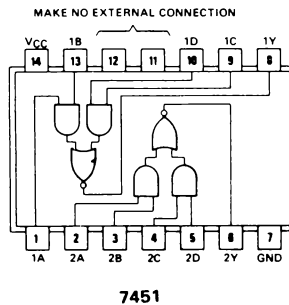 MAKE NO EXTERNAL CONNECTION
VCC 1B 1D 1C 1Y
14 13 12 11 10 9 8
1 2 3 4 5 6 7
1A 2A 2B 2C 2D 2Y GND
7451